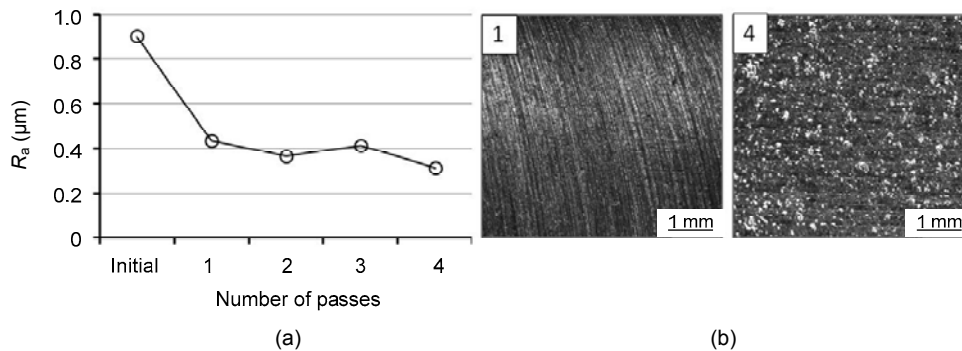 1.0
0.8
0.6
0.4
0.2
0
Rₐ (μm)
Initial 1 2 3 4
Number of passes
(a)
1
1 mm
4
1 mm
(b)